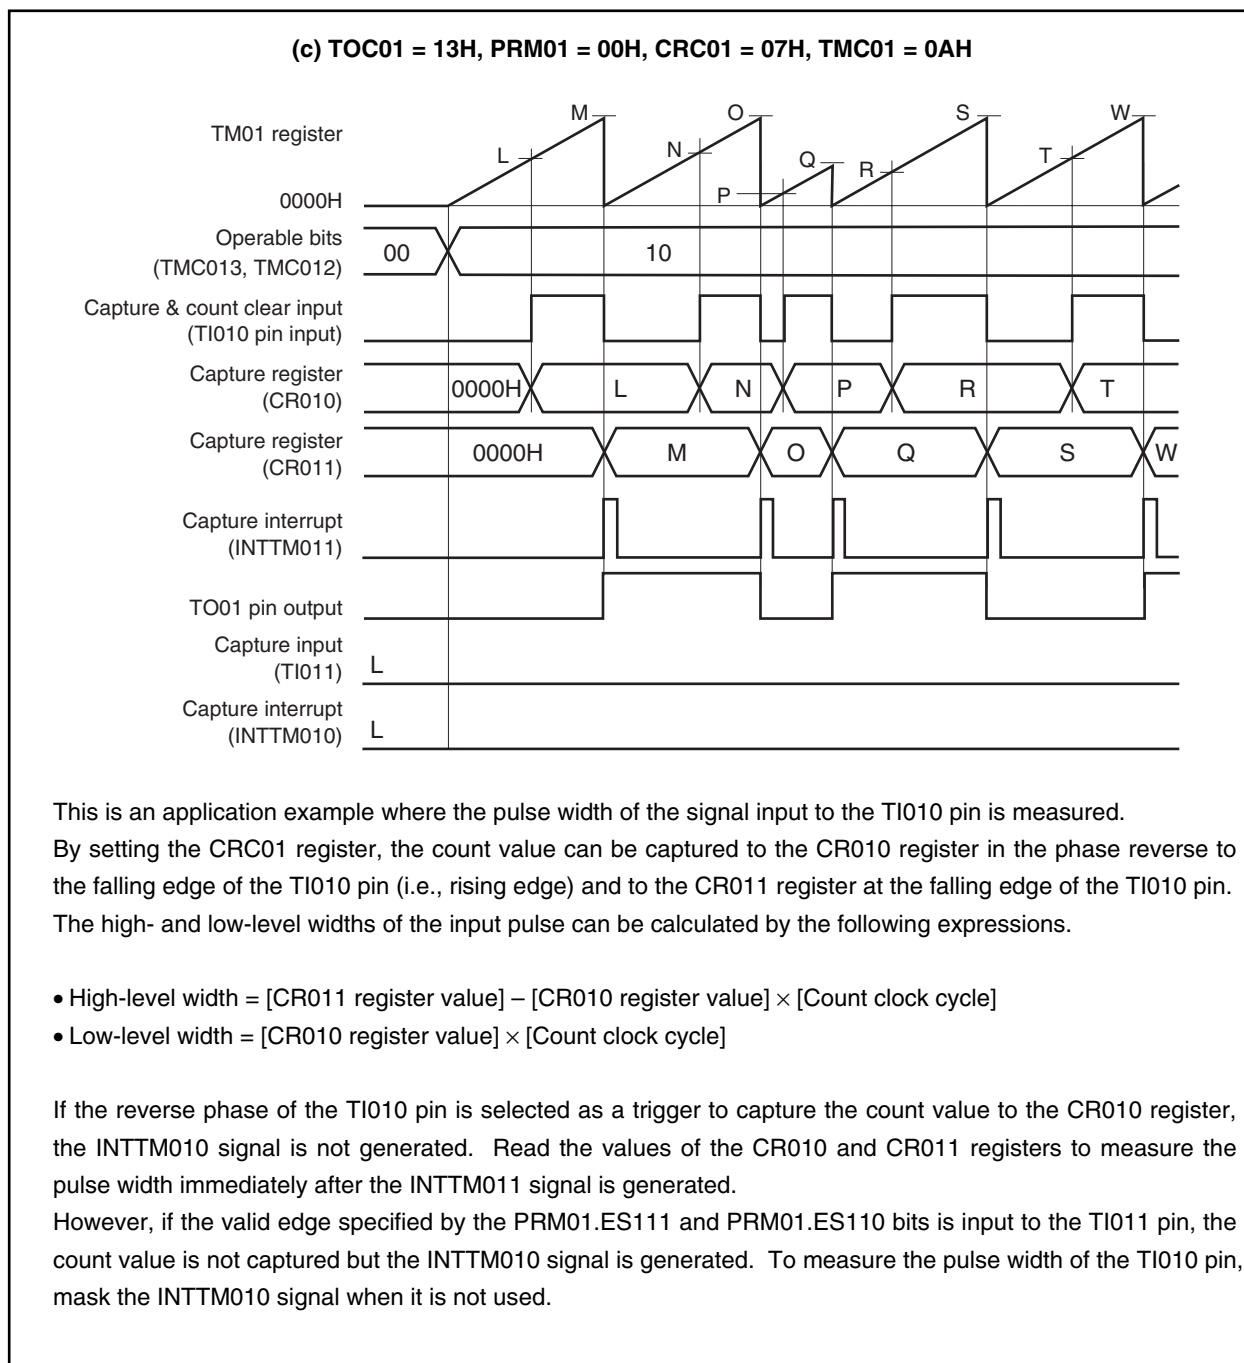 (c) TOC01 = 13H, PRM01 = 00H, CRC01 = 07H, TMC01 = 0AH
M O S W
TM01 register
L N Q R T
P
0000H
Operable bits
(TMC013, TMC012)
00 10
Capture & count clear input
(TI010 pin input)
Capture register
(CR010)
0000H L N P R T
Capture register
(CR011)
0000H M O Q S W
Capture interrupt
(INTTM011)
TO01 pin output
Capture input
(TI011)
L
Capture interrupt
(INTTM010)
L
This is an application example where the pulse width of the signal input to the TI010 pin is measured.
By setting the CRC01 register, the count value can be captured to the CR010 register in the phase reverse to
the falling edge of the TI010 pin (i.e., rising edge) and to the CR011 register at the falling edge of the TI010 pin.
The high- and low-level widths of the input pulse can be calculated by the following expressions.
• High-level width = [CR011 register value] – [CR010 register value] × [Count clock cycle]
• Low-level width = [CR010 register value] × [Count clock cycle]
If the reverse phase of the TI010 pin is selected as a trigger to capture the count value to the CR010 register,
the INTTM010 signal is not generated. Read the values of the CR010 and CR011 registers to measure the
pulse width immediately after the INTTM011 signal is generated.
However, if the valid edge specified by the PRM01.ES111 and PRM01.ES110 bits is input to the TI011 pin, the
count value is not captured but the INTTM010 signal is generated. To measure the pulse width of the TI010 pin,
mask the INTTM010 signal when it is not used.